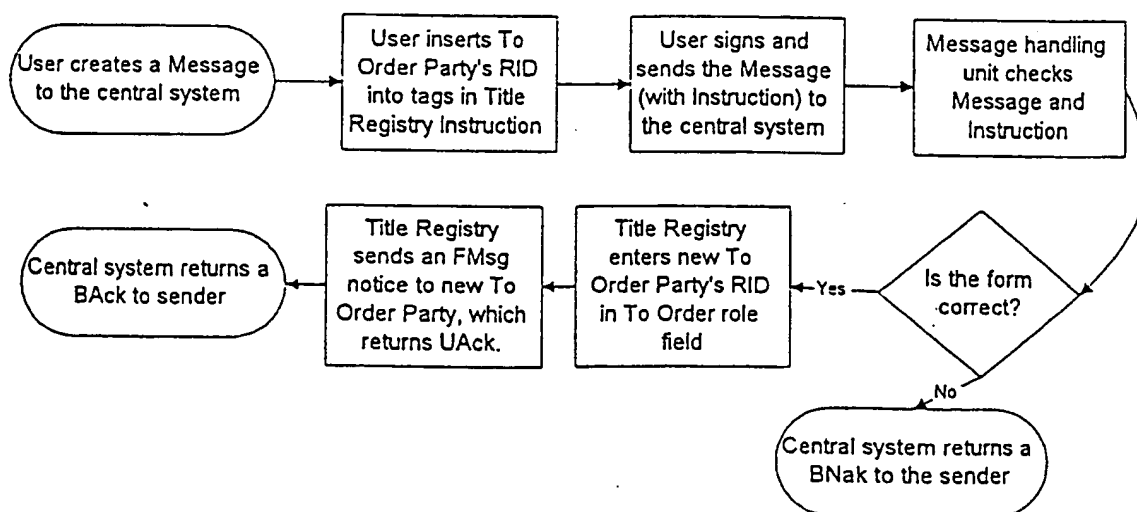 User creates a Message
to the central system
User inserts To
Order Party's RID
into tags in Title
Registry Instruction
User signs and
sends the Message
(with Instruction) to
the central system
Message handling
unit checks
Message and
Instruction
Is the form
correct?
Yes
Title Registry
enters new To
Order Party's RID
in To Order role
field
Title Registry
sends an FMsg
notice to new To
Order Party, which
returns UAck.
Central system returns a
BAck to sender
No
Central system returns a
BNak to the sender